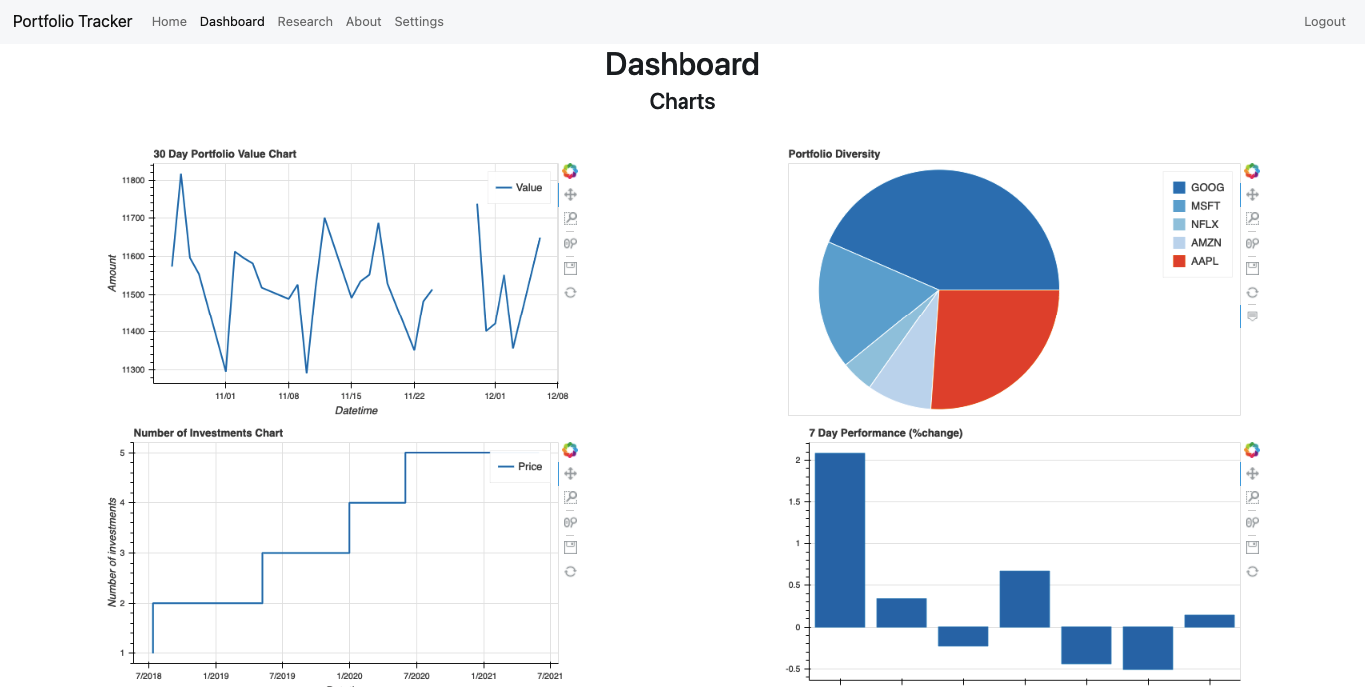 Portfolio Tracker Home Dashboard Research About Settings Logout
Dashboard
Charts
30 Day Portfolio Value Chart
Value
11800
11700
11600
11500
11400
11300
Amount
11/01 11/08 11/15 11/22 12/01 12/08
Datetime
Portfolio Diversity
GOOG
MSFT
NFLX
AMZN
AAPL
Number of Investments Chart
Price
5
4
3
2
1
Number of investments
7/2018 1/2019 7/2019 1/2020 7/2020 1/2021 7/2021
7 Day Performance (%change)
2
1.5
1
0.5
0
-0.5